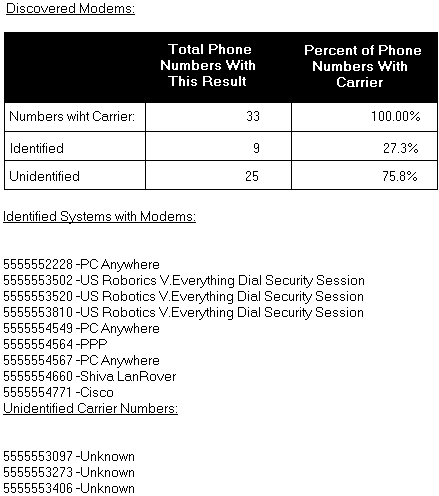 Discovered Modems:
Total Phone Numbers With This Result
Percent of Phone Numbers With Carrier
Numbers wiht Carrier: 33 100.00%
Identified 9 27.3%
Unidentified 25 75.8%
Identified Systems with Modems:
5555552228 -PC Anywhere
5555553502 -US Roborics V.Everything Dial Security Session
5555553520 -US Robotics V.Everything Dial Security Session
5555553810 -US Robotics V.Everything Dial Security Session
5555554549 -PC Anywhere
5555554564 -PPP
5555554567 -PC Anywhere
5555554660 -Shiva LanRover
5555554771 -Cisco
Unidentified Carrier Numbers:
5555553097 -Unknown
5555553273 -Unknown
5555553406 -Unknown